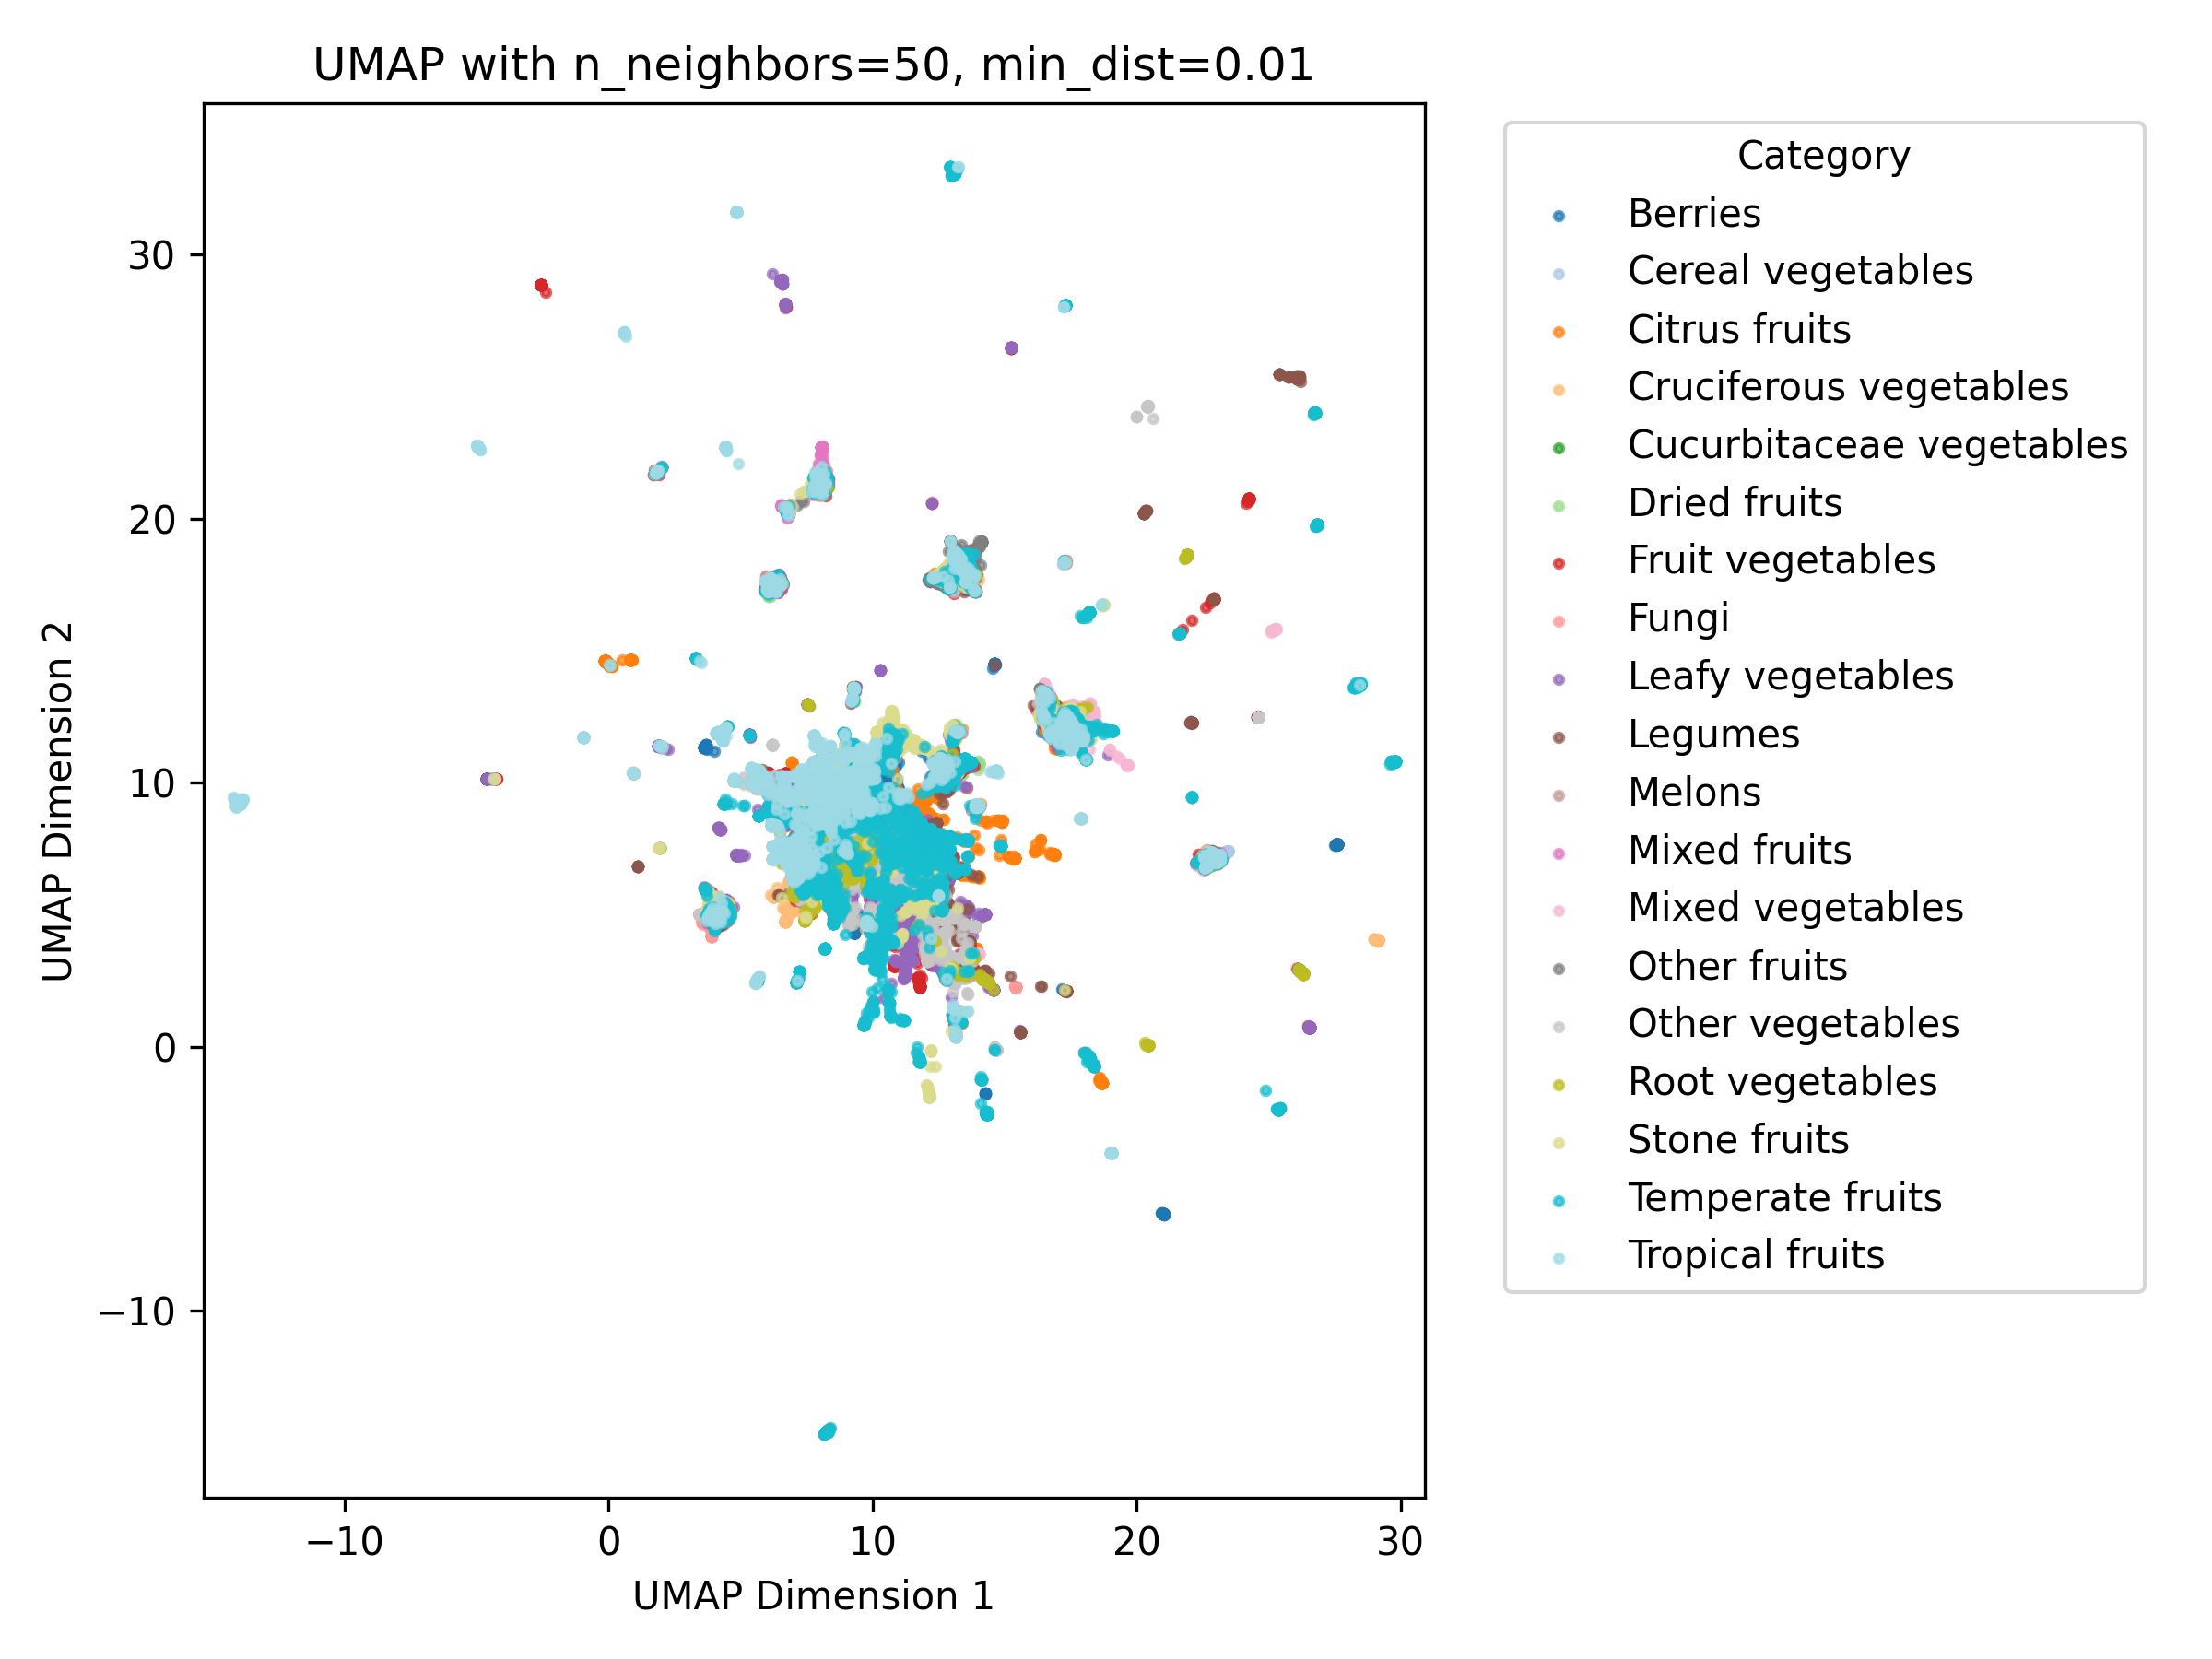 UMAP with n_neighbors=50, min_dist=0.01
UMAP Dimension 2
30
20
10
0
−10
−10
0
10
20
30
UMAP Dimension 1
Category
Berries
Cereal vegetables
Citrus fruits
Cruciferous vegetables
Cucurbitaceae vegetables
Dried fruits
Fruit vegetables
Fungi
Leafy vegetables
Legumes
Melons
Mixed fruits
Mixed vegetables
Other fruits
Other vegetables
Root vegetables
Stone fruits
Temperate fruits
Tropical fruits